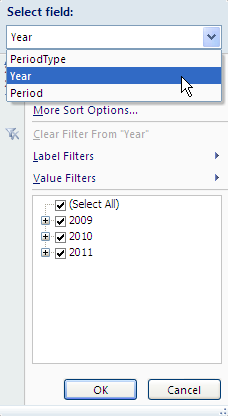 Select field:
Year
PeriodType
Year
Period
More Sort Options...
Clear Filter From "Year"
Label Filters
Value Filters
(Select All)
2009
2010
2011
OK
Cancel